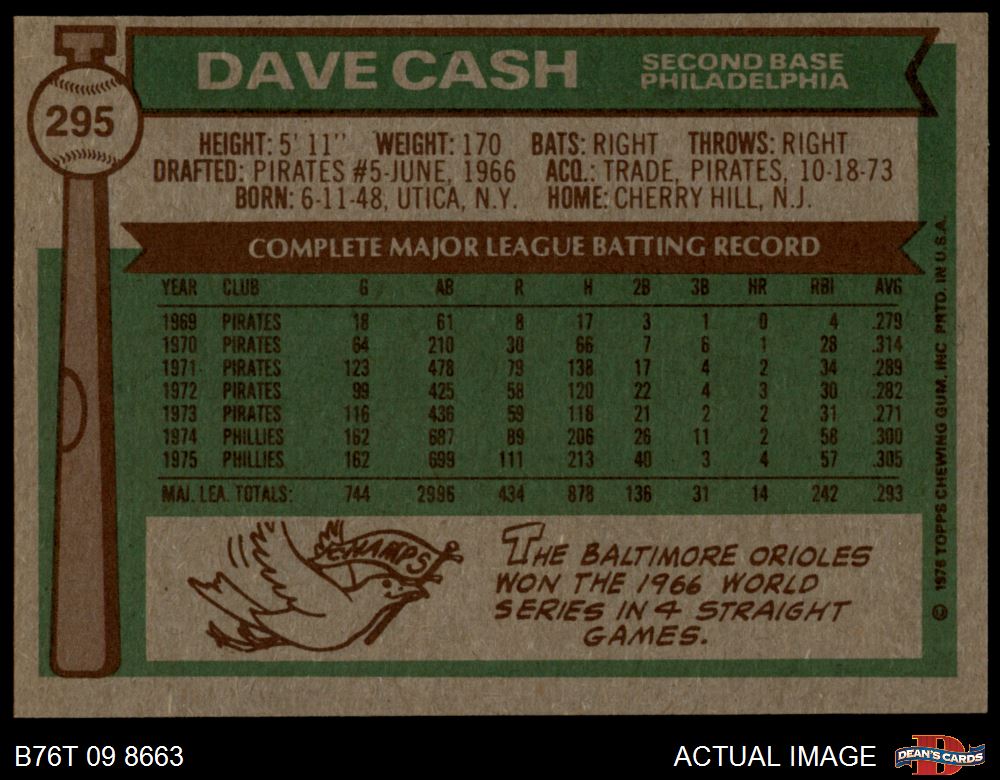 DAVE CASH
SECOND BASE
PHILADELPHIA
295
HEIGHT: 5' 11" WEIGHT: 170 BATS: RIGHT THROWS: RIGHT
DRAFTED: PIRATES #5-JUNE, 1966 ACQ.: TRADE, PIRATES, 10-18-73
BORN: 6-11-48, UTICA, N.Y. HOME: CHERRY HILL, N.J.
COMPLETE MAJOR LEAGUE BATTING RECORD
YEAR CLUB G AB R H 2B 3B HR RBI AVG
1969 PIRATES 18 61 8 17 3 1 0 4 .279
1970 PIRATES 64 210 30 66 7 6 1 28 .314
1971 PIRATES 123 478 79 138 17 4 2 34 .289
1972 PIRATES 99 425 58 120 22 4 3 30 .282
1973 PIRATES 116 436 59 118 21 2 2 31 .271
1974 PHILLIES 162 687 89 206 26 11 2 58 .300
1975 PHILLIES 162 699 111 213 40 3 4 57 .305
MAJ. LEA. TOTALS: 744 2996 434 878 136 31 14 242 .293
CHAMPS
THE BALTIMORE ORIOLES
WON THE 1966 WORLD
SERIES IN 4 STRAIGHT
GAMES.
© 1976 TOPPS CHEWING GUM, INC. PRTD. IN U.S.A.
B76T 09 8663
ACTUAL IMAGE
D
DEAN'S CARDS